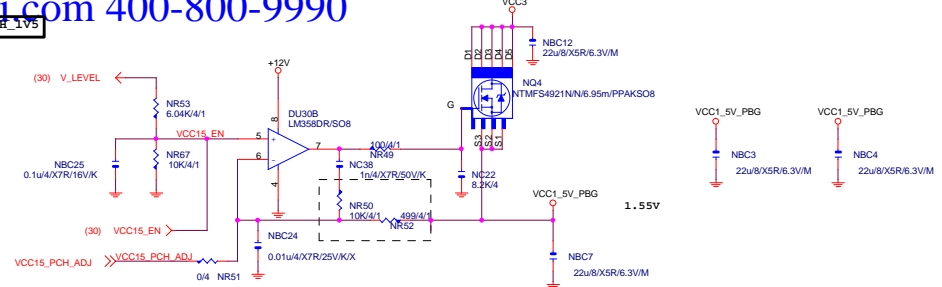 i.com 400-800-9990
H_1V5
VCC3
D1
D2
D3
D4
D5
NBC12
22u/8/X5R/6.3V/M
+12V
(30) V_LEVEL
NR53
6.04K/4/1
DU30B
LM358DR/SO8
NQ4
NTMFS4921N/N/6.95m/PPAKSO8
G
S3
S2
S1
VCC15_EN
8
5
6
7
4
+
-
100/4/1
NR49
NBC25
0.1u/4/X7R/16V/K
NR67
10K/4/1
NC38
1n/4/X7R/50V/K
NC22
8.2K/4
VCC1_5V_PBG
NBC3
22u/8/X5R/6.3V/M
VCC1_5V_PBG
NBC4
22u/8/X5R/6.3V/M
NR50
10K/4/1
499/4/1
NR52
VCC1_5V_PBG
1.55V
(30) VCC15_EN
NBC24
0.01u/4/X7R/25V/K/X
VCC15_PCH_ADJ
VCC15_PCH_ADJ
0/4 NR51
NBC7
22u/8/X5R/6.3V/M